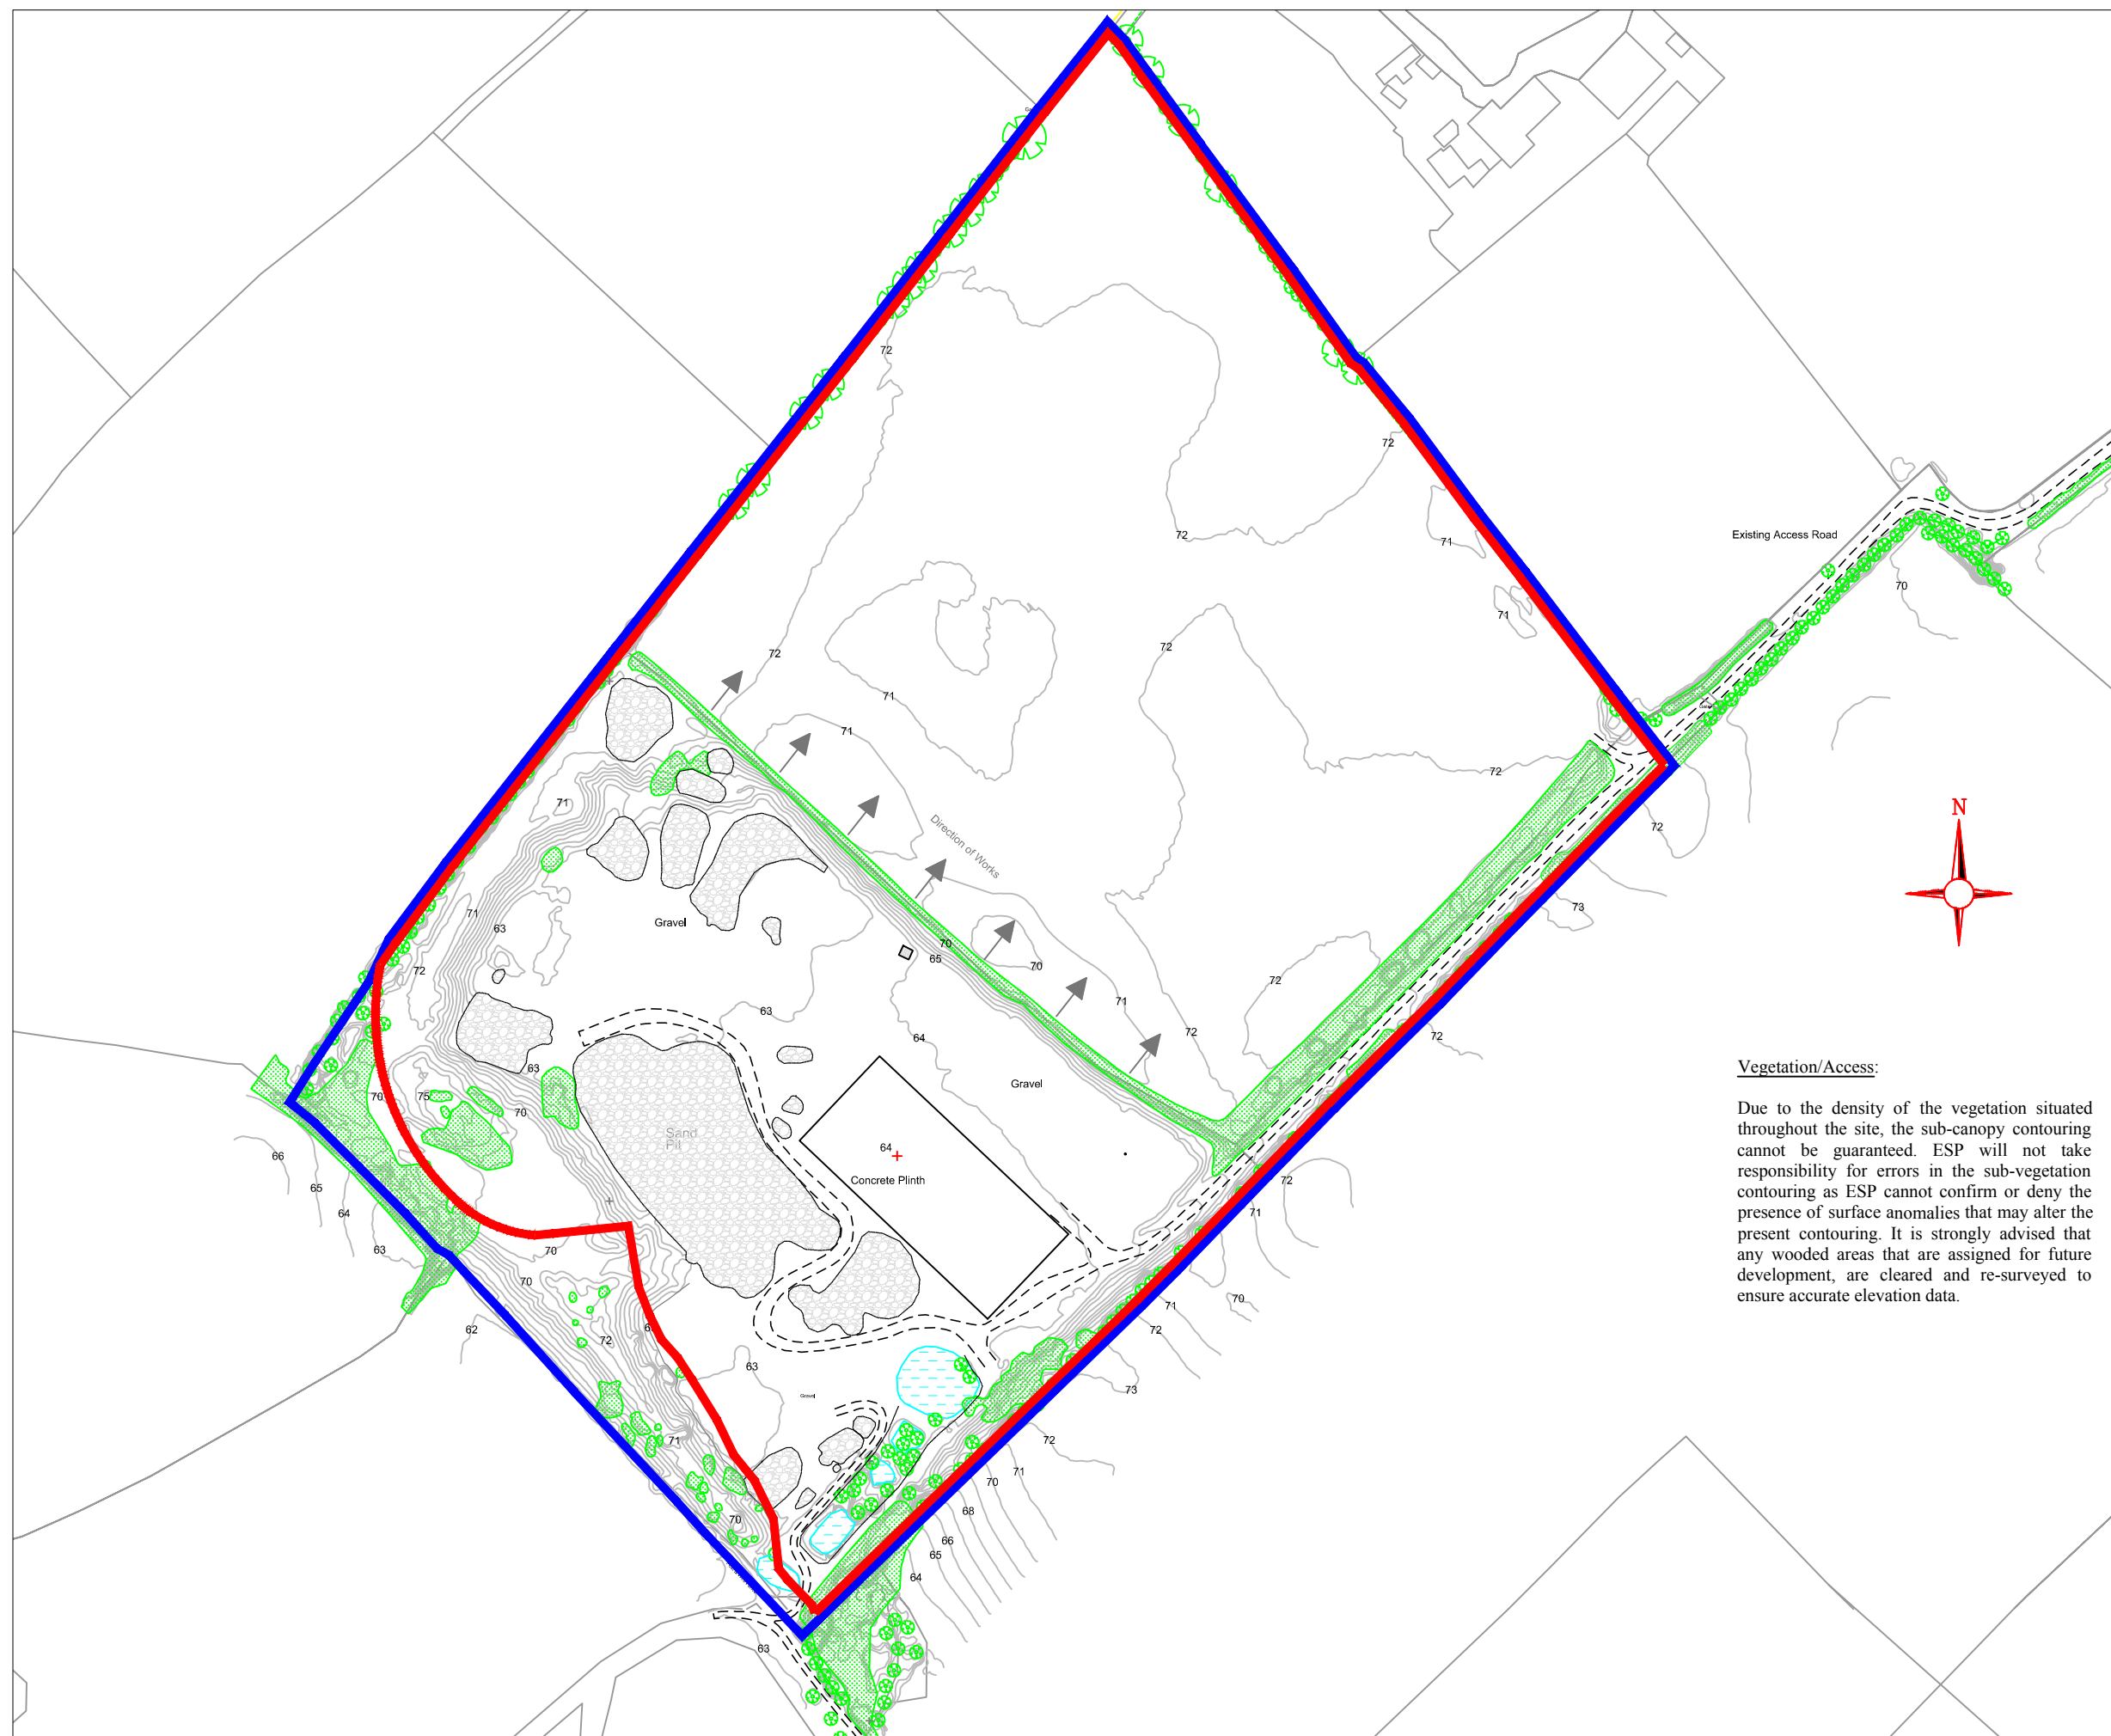 72
72
72
71
Existing Access Road
71
70
72
72
71
71
72
72
71
Direction of Works
N
71
63
Gravel
73
70
65
70
72
72
71
72
63
64
72
63
Gravel
70
75
70
Sand
Pit
64
Concrete Plinth
66
65
64
63
72
71
70
70
62
72
63
71
72
70
73
Gravel
71
72
71
70
70
68
66
65
64
63
Vegetation/Access:
Due to the density of the vegetation situated
throughout the site, the sub-canopy contouring
cannot be guaranteed. ESP will not take
responsibility for errors in the sub-vegetation
contouring as ESP cannot confirm or deny the
presence of surface anomalies that may alter the
present contouring. It is strongly advised that
any wooded areas that are assigned for future
development, are cleared and re-surveyed to
ensure accurate elevation data.